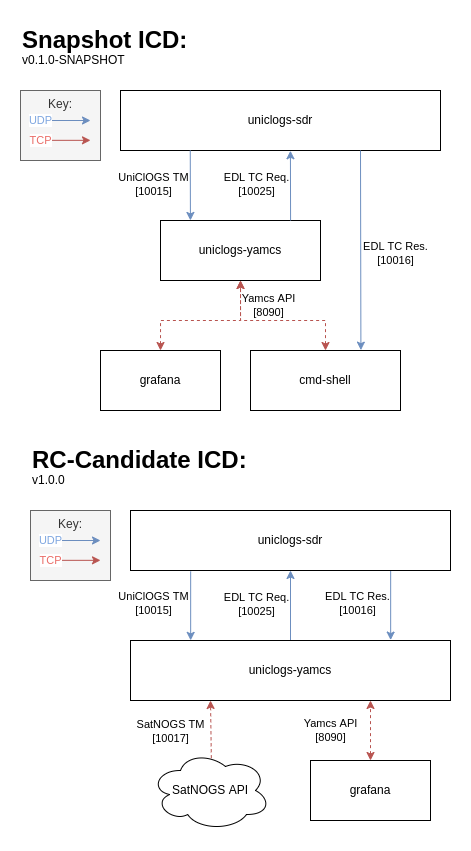 Snapshot ICD:
v0.1.0-SNAPSHOT
Key:
UDP
TCP
uniclogs-sdr
UniClOGS TM
[10015]
EDL TC Req.
[10025]
EDL TC Res.
[10016]
uniclogs-yamcs
Yamcs API
[8090]
grafana
cmd-shell
RC-Candidate ICD:
v1.0.0
Key:
UDP
TCP
uniclogs-sdr
UniClOGS TM
[10015]
EDL TC Req.
[10025]
EDL TC Res.
[10016]
uniclogs-yamcs
SatNOGS TM
[10017]
Yamcs API
[8090]
SatNOGS API
grafana